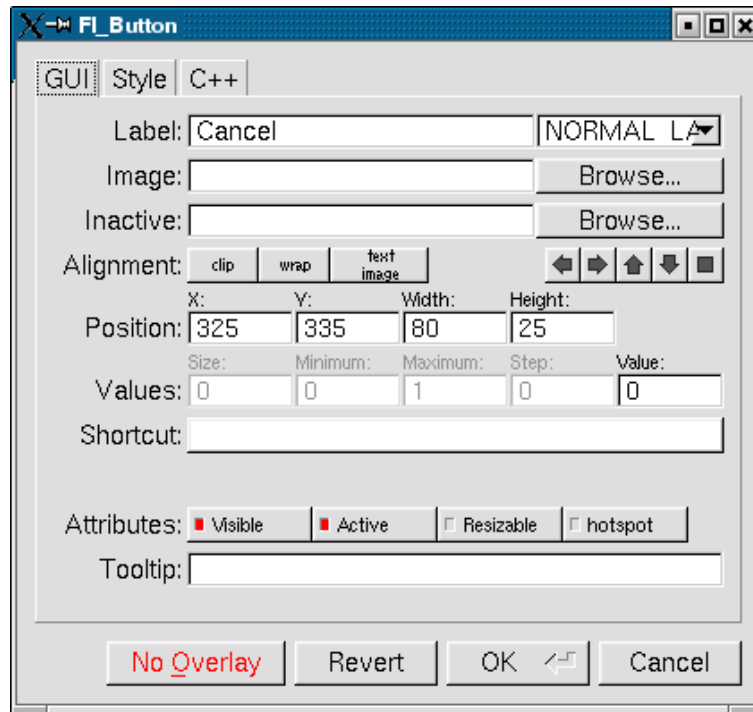 Fl_Button
GUI Style C++
Label: Cancel NORMAL_LA
Image: Browse...
Inactive: Browse...
Alignment: clip wrap text image
X: Y: Width: Height:
Position: 325 335 80 25
Size: Minimum: Maximum: Step: Value:
Values: 0 0 1 0 0
Shortcut:
Attributes: Visible Active Resizable hotspot
Tooltip:
No Overlay Revert OK Cancel